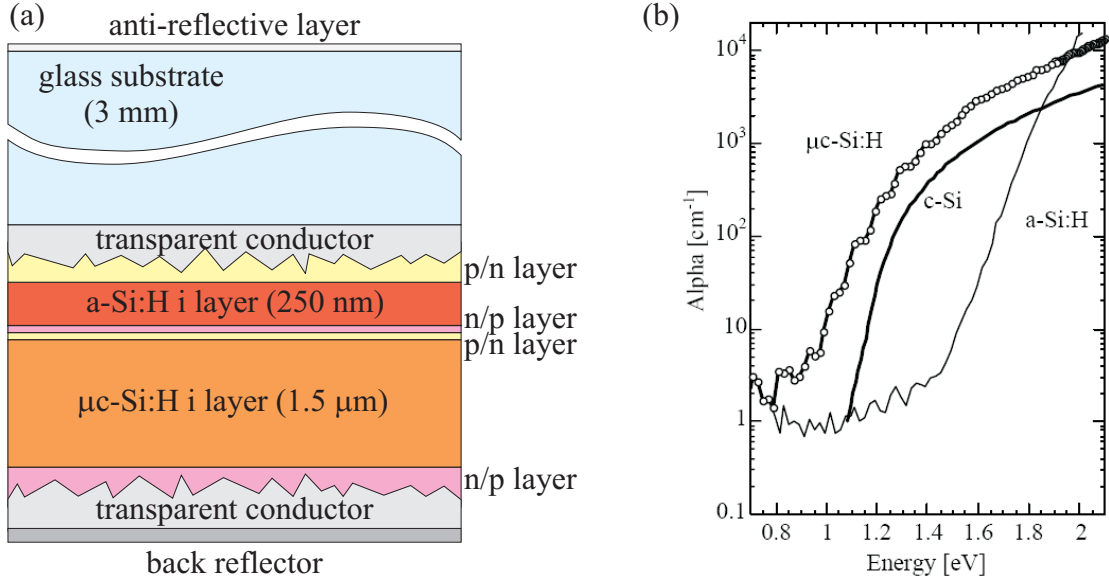 (a)
anti-reflective layer
glass substrate
(3 mm)
transparent conductor
p/n layer
a-Si:H i layer (250 nm)
n/p layer
p/n layer
μc-Si:H i layer (1.5 μm)
n/p layer
transparent conductor
back reflector
(b)
Alpha [cm⁻¹]
10⁴
10³
10²
10
1
0.1
μc-Si:H
c-Si
a-Si:H
0.8 1 1.2 1.4 1.6 1.8 2
Energy [eV]